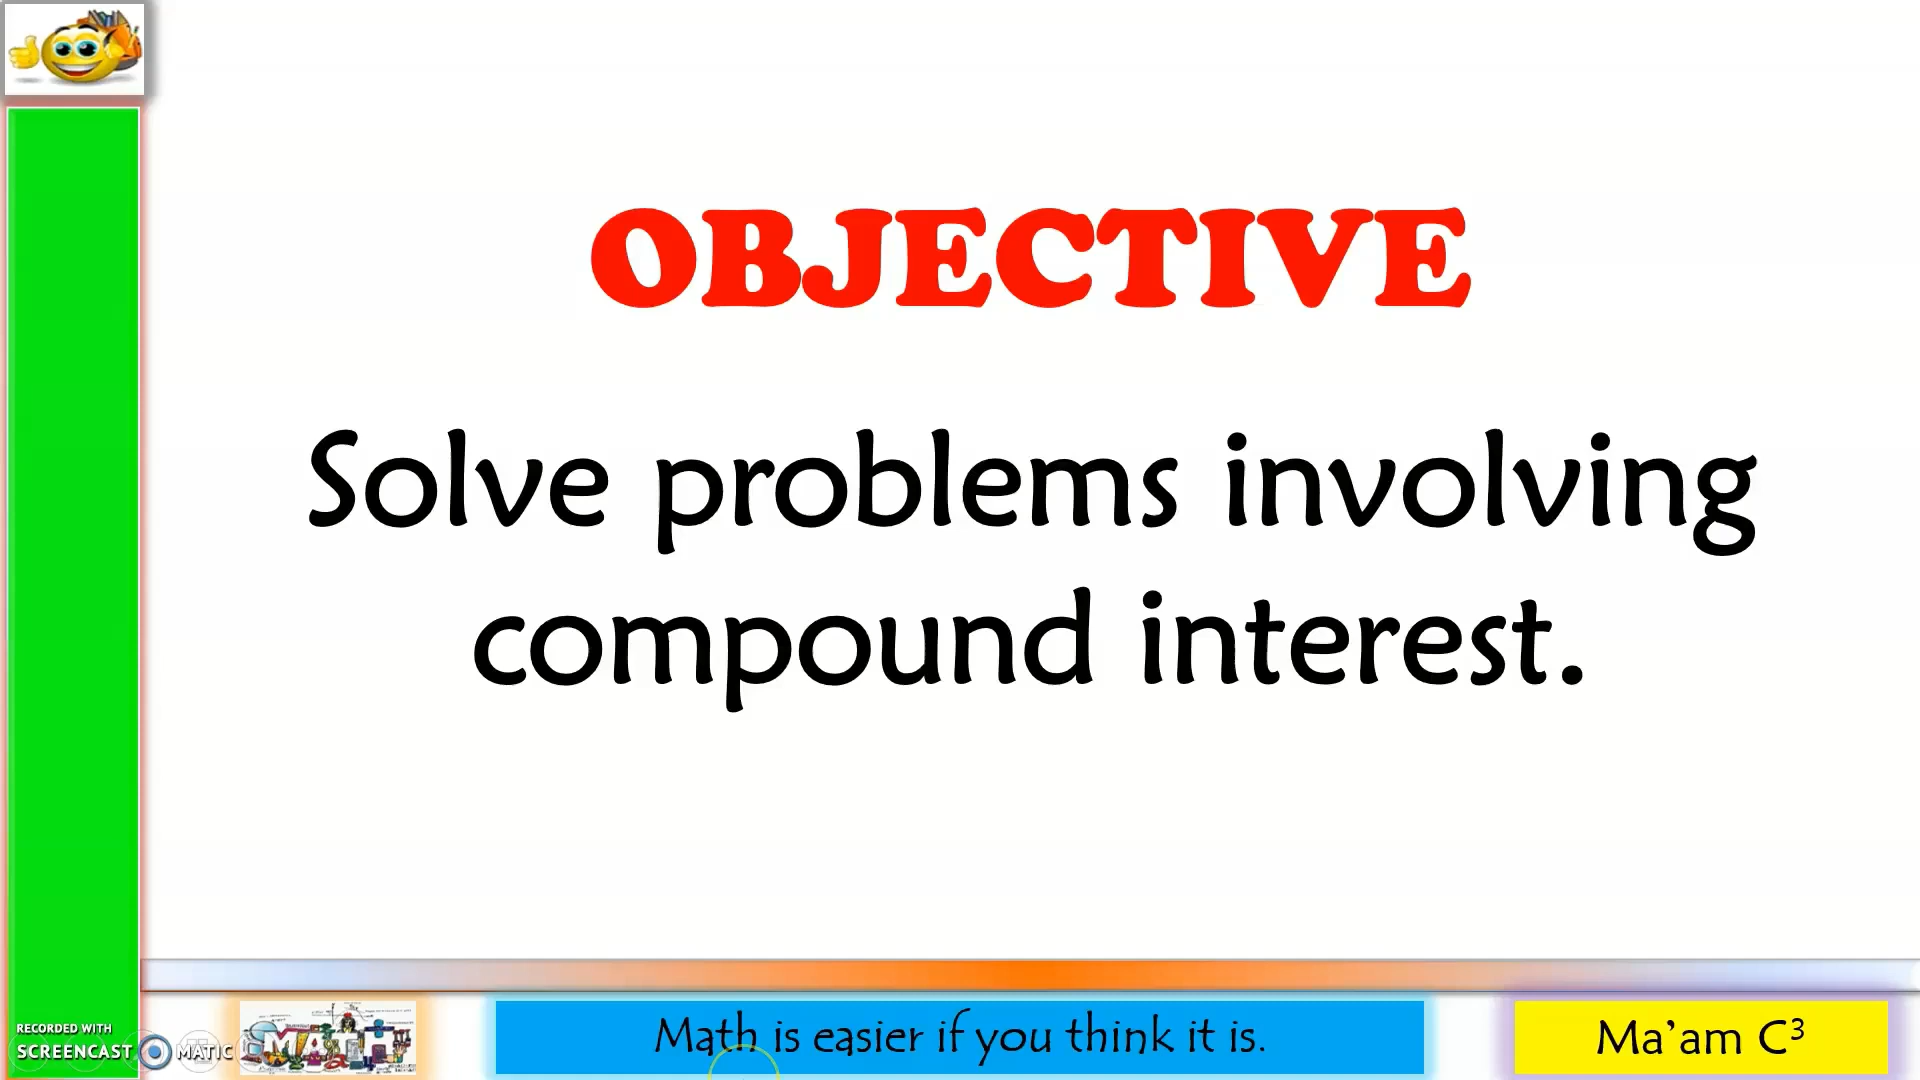 OBJECTIVE
Solve problems involving
compound interest.
RECORDED WITH
SCREENCAST MATIC
MATH
Math is easier if you think it is.
Ma'am C³